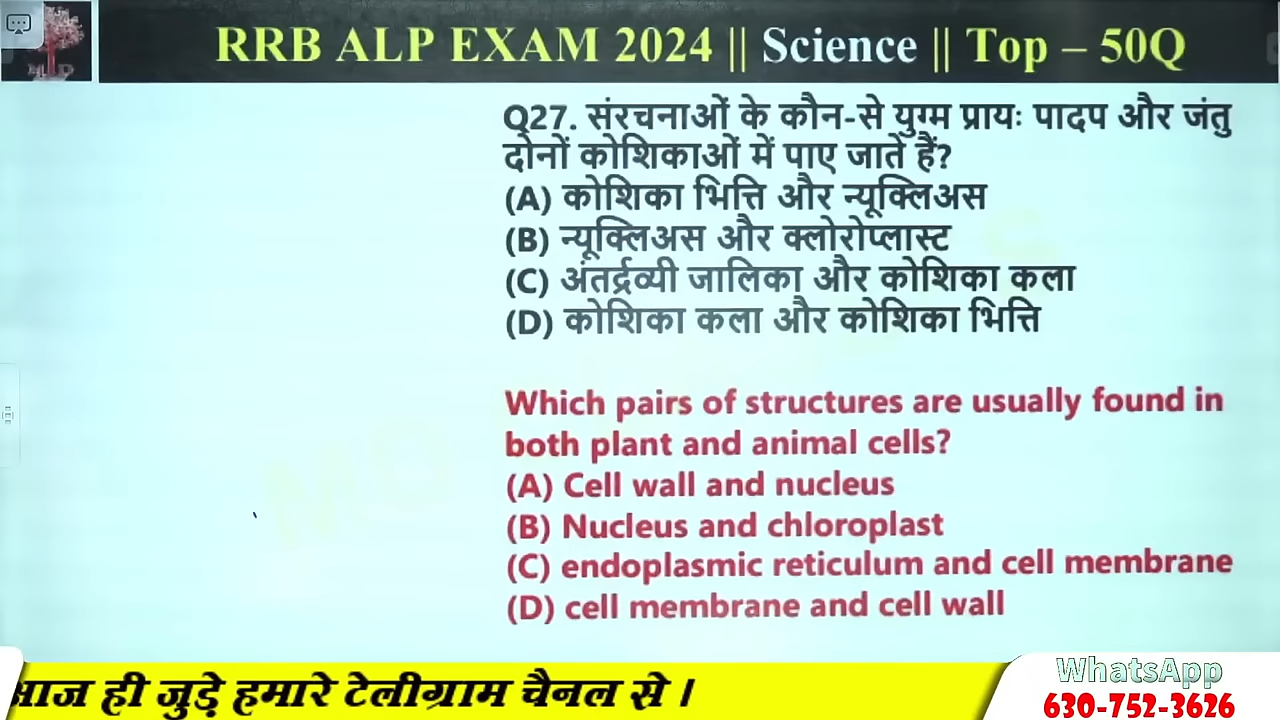 RRB ALP EXAM 2024 || Science || Top – 50Q
Q27. संरचनाओं के कौन-से युग्म प्रायः पादप और जंतु
दोनों कोशिकाओं में पाए जाते हैं?
(A) कोशिका भित्ति और न्यूक्लिअस
(B) न्यूक्लिअस और क्लोरोप्लास्ट
(C) अंतर्द्रव्यी जालिका और कोशिका कला
(D) कोशिका कला और कोशिका भित्ति
Which pairs of structures are usually found in
both plant and animal cells?
(A) Cell wall and nucleus
(B) Nucleus and chloroplast
(C) endoplasmic reticulum and cell membrane
(D) cell membrane and cell wall
आज ही जुड़े हमारे टेलीग्राम चैनल से ।
WhatsApp
630-752-3626